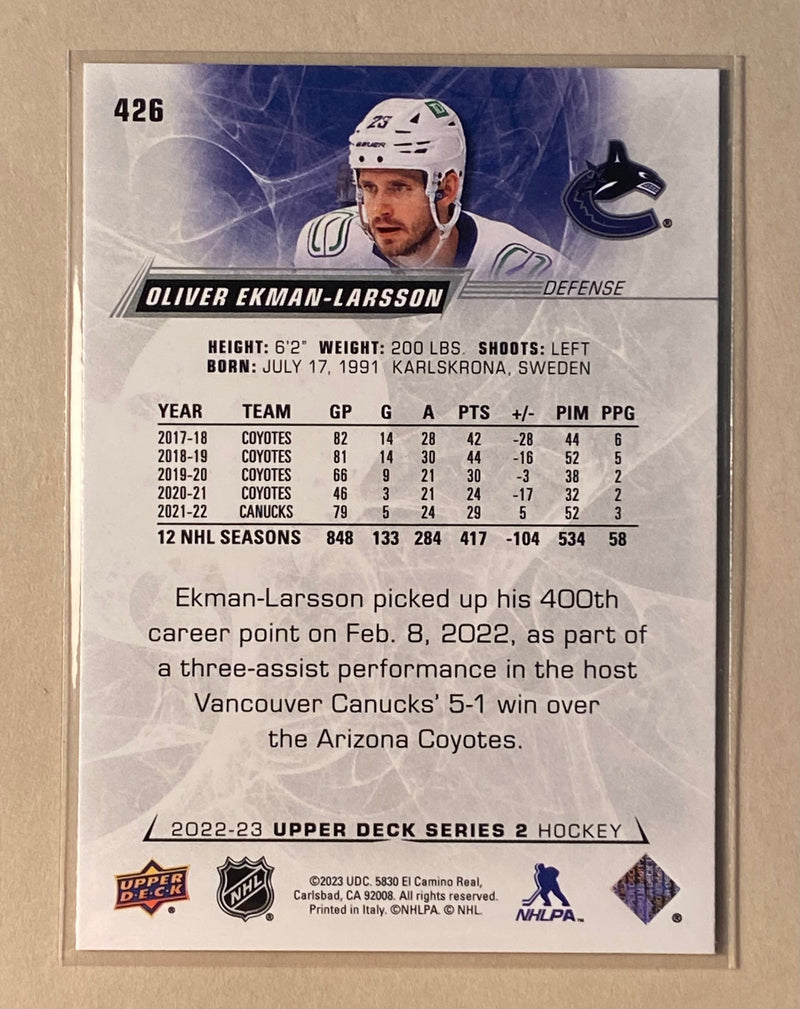 426
23
BAUER
OLIVER EKMAN-LARSSON
DEFENSE
HEIGHT: 6'2" WEIGHT: 200 LBS. SHOOTS: LEFT
BORN: JULY 17, 1991 KARLSKRONA, SWEDEN
YEAR TEAM GP G A PTS +/- PIM PPG
2017-18 COYOTES 82 14 28 42 -28 44 6
2018-19 COYOTES 81 14 30 44 -16 52 5
2019-20 COYOTES 66 9 21 30 -3 38 2
2020-21 COYOTES 46 3 21 24 -17 32 2
2021-22 CANUCKS 79 5 24 29 5 52 3
12 NHL SEASONS 848 133 284 417 -104 534 58
Ekman-Larsson picked up his 400th
career point on Feb. 8, 2022, as part of
a three-assist performance in the host
Vancouver Canucks' 5-1 win over
the Arizona Coyotes.
2022-23 UPPER DECK SERIES 2 HOCKEY
UPPER
D·E·C·K
®
NHL
®
©2023 UDC. 5830 El Camino Real,
Carlsbad, CA 92008. All rights reserved.
Printed in Italy. ©NHLPA. © NHL.
NHLPA™
®